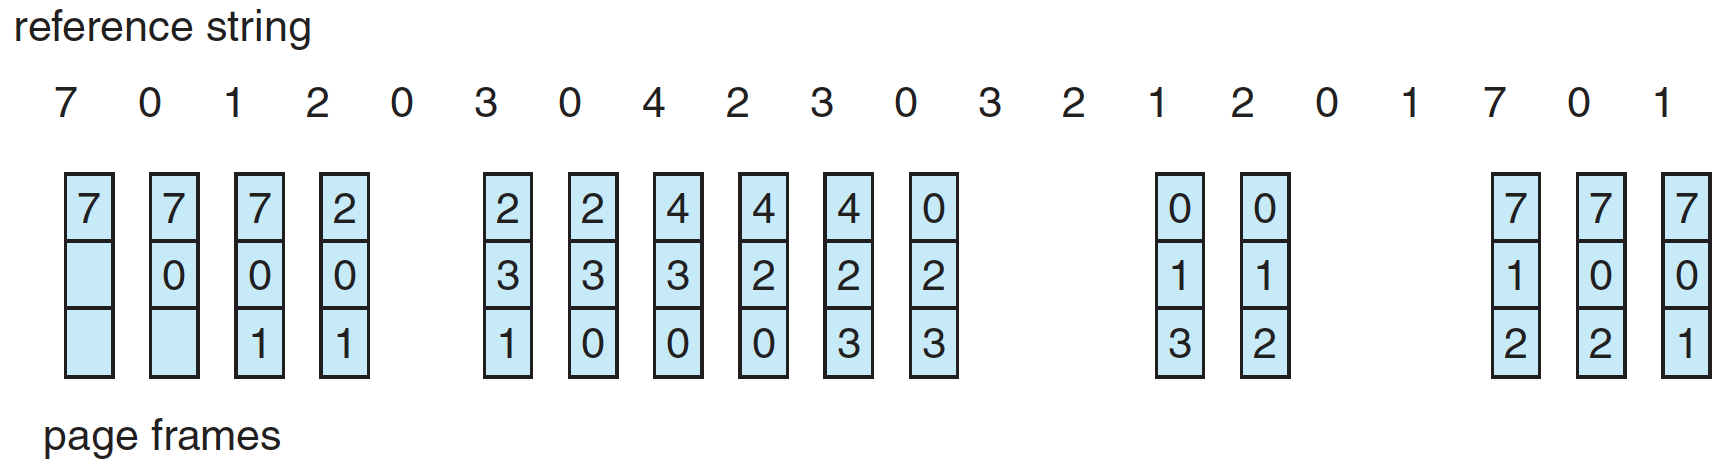 reference string
7 0 1 2 0 3 0 4 2 3 0 3 2 1 2 0 1 7 0 1
7 7 7 2 2 2 4 4 4 0 0 0 7 7 7
0 0 0 3 3 3 2 2 2 1 1 1 0 0
1 1 1 0 0 0 3 3 3 2 2 2 1
page frames